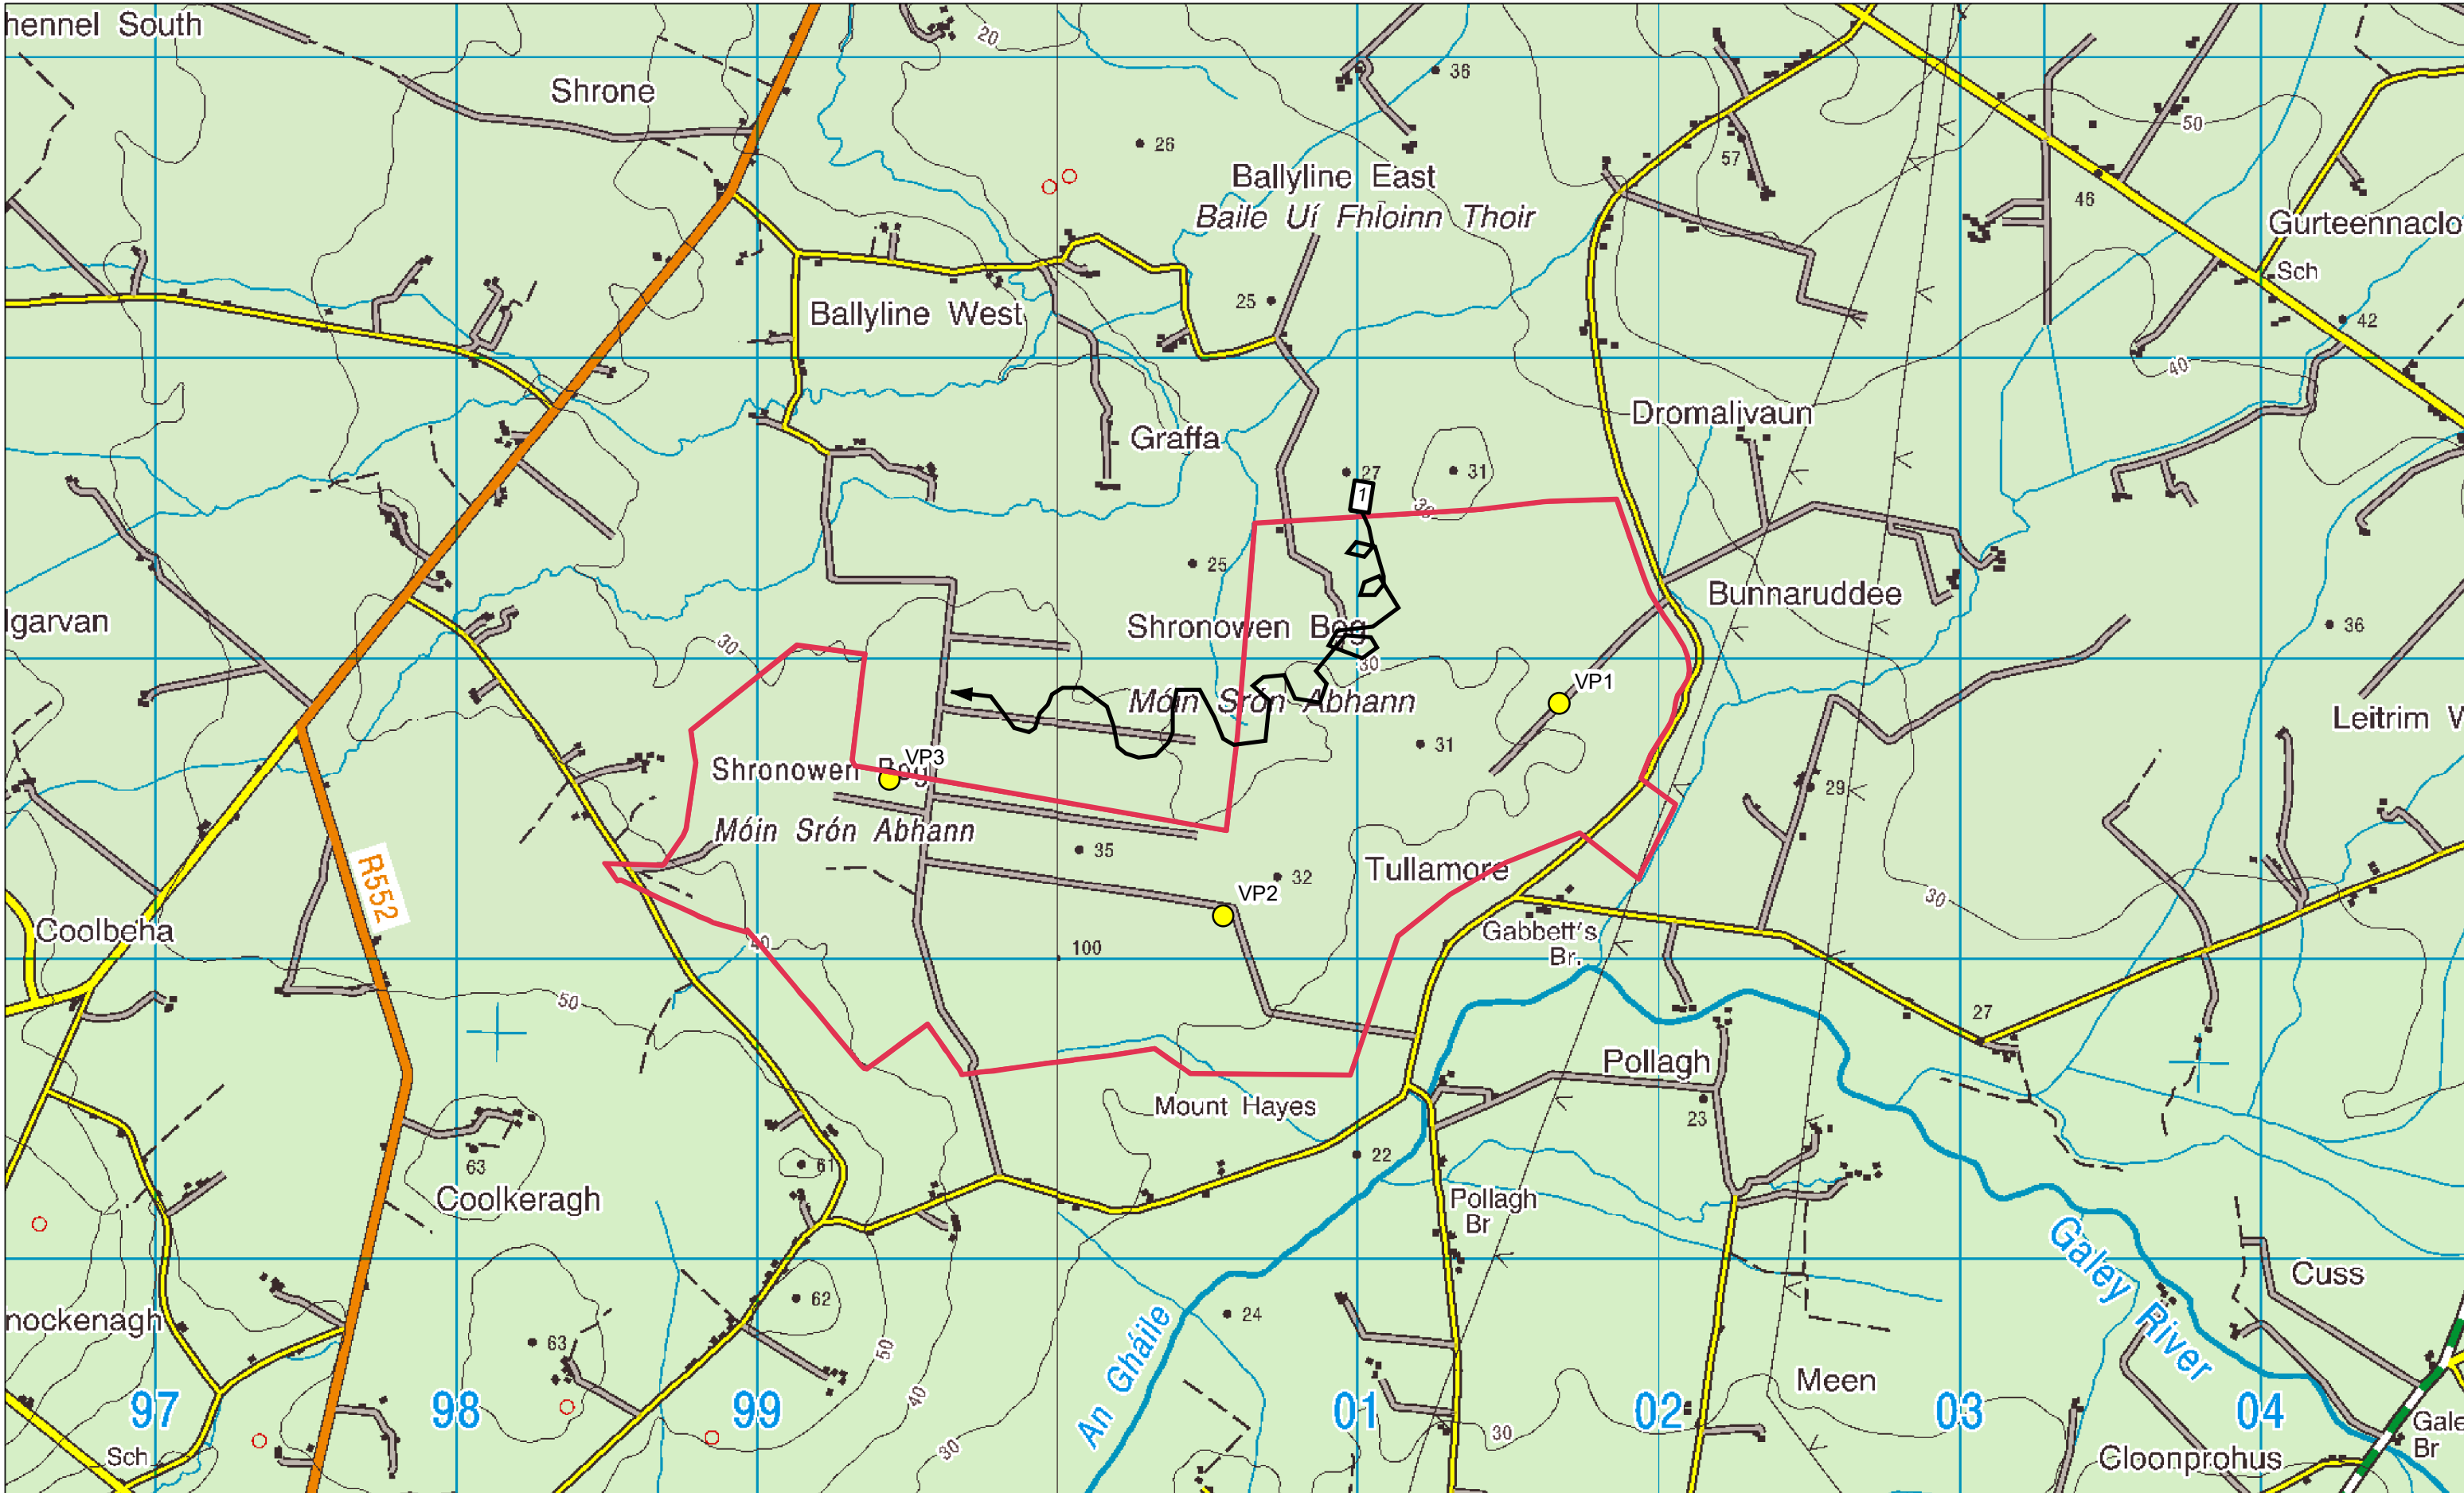 hennel South
20
Shrone
36
26
50
57
Ballyline East
Baile Uí Fhloinn Thoir
46
Gurteennaclo
Sch
25
Ballyline West
42
40
Dromalivaun
Graffa
27
31
1
30
25
Bunnaruddee
lgarvan
Shronowen Beg
36
30
30
VP1
Móin Srón Abhann
Leitrim W
31
VP3
Shronowen Beg
29
Móin Srón Abhann
35
Tullamore
32
R552
VP2
30
Coolbeha
Gabbett's
Br.
40
100
50
27
Pollagh
Mount Hayes
23
22
61
63
Coolkeragh
Pollagh
Br
Galey River
Cuss
62
24
nockenagh
63
50
An Gháile
Meen
40
97
98
99
01
02
03
04
30
30
Gale
Br
Sch
Cloonprohus